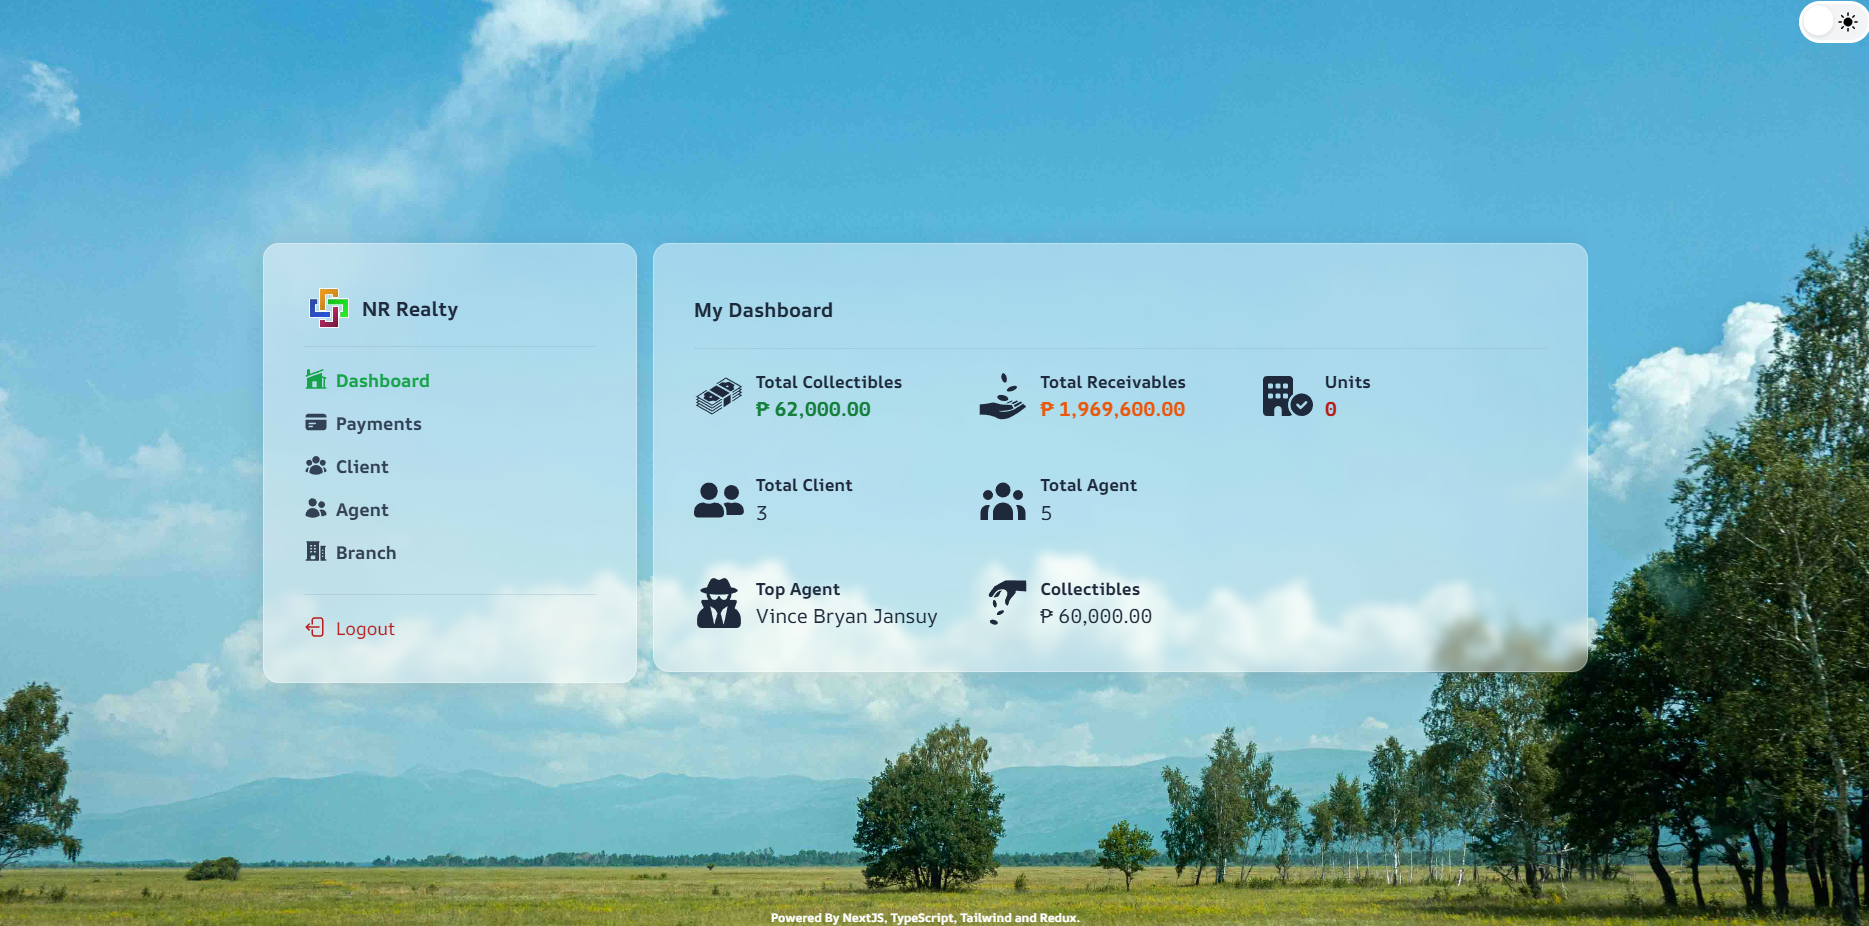 NR Realty
Dashboard
Payments
Client
Agent
Branch
Logout
My Dashboard
Total Collectibles
₱ 62,000.00
Total Receivables
₱ 1,969,600.00
Units
0
Total Client
3
Total Agent
5
Top Agent
Vince Bryan Jansuy
Collectibles
₱ 60,000.00
Powered By NextJS, TypeScript, Tailwind and Redux.